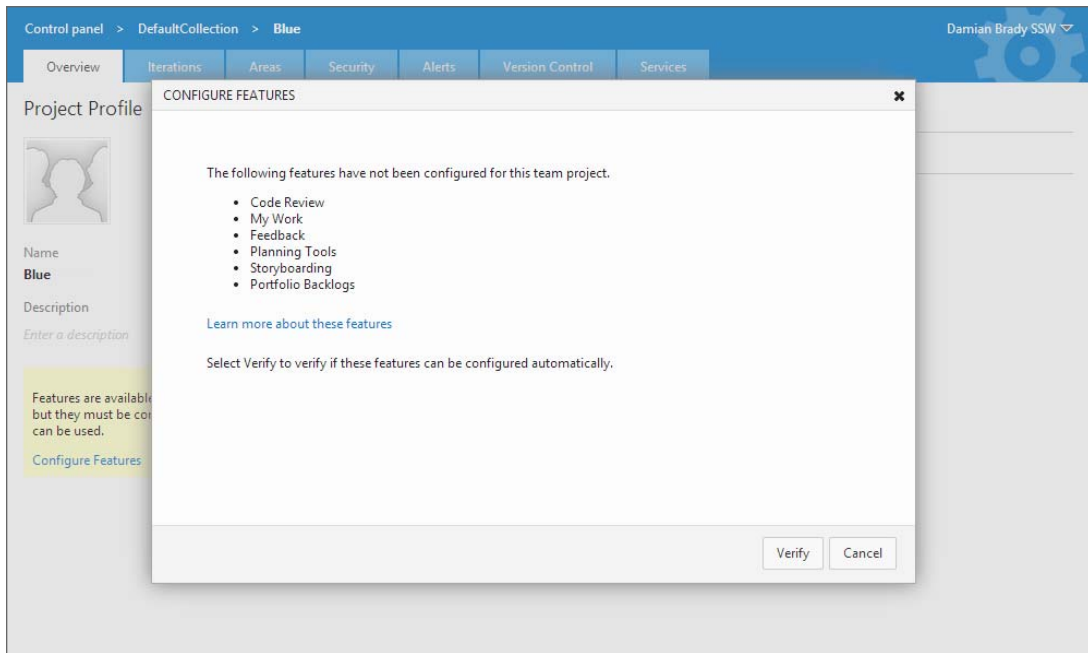 Control panel > DefaultCollection > Blue
Damian Brady SSW
Overview Iterations Areas Security Alerts Version Control Services
Project Profile
CONFIGURE FEATURES
The following features have not been configured for this team project.
• Code Review
• My Work
• Feedback
• Planning Tools
• Storyboarding
• Portfolio Backlogs
Learn more about these features
Select Verify to verify if these features can be configured automatically.
Name
Blue
Description
Enter a description
Features are available
but they must be
can be used.
Configure Features
Verify Cancel